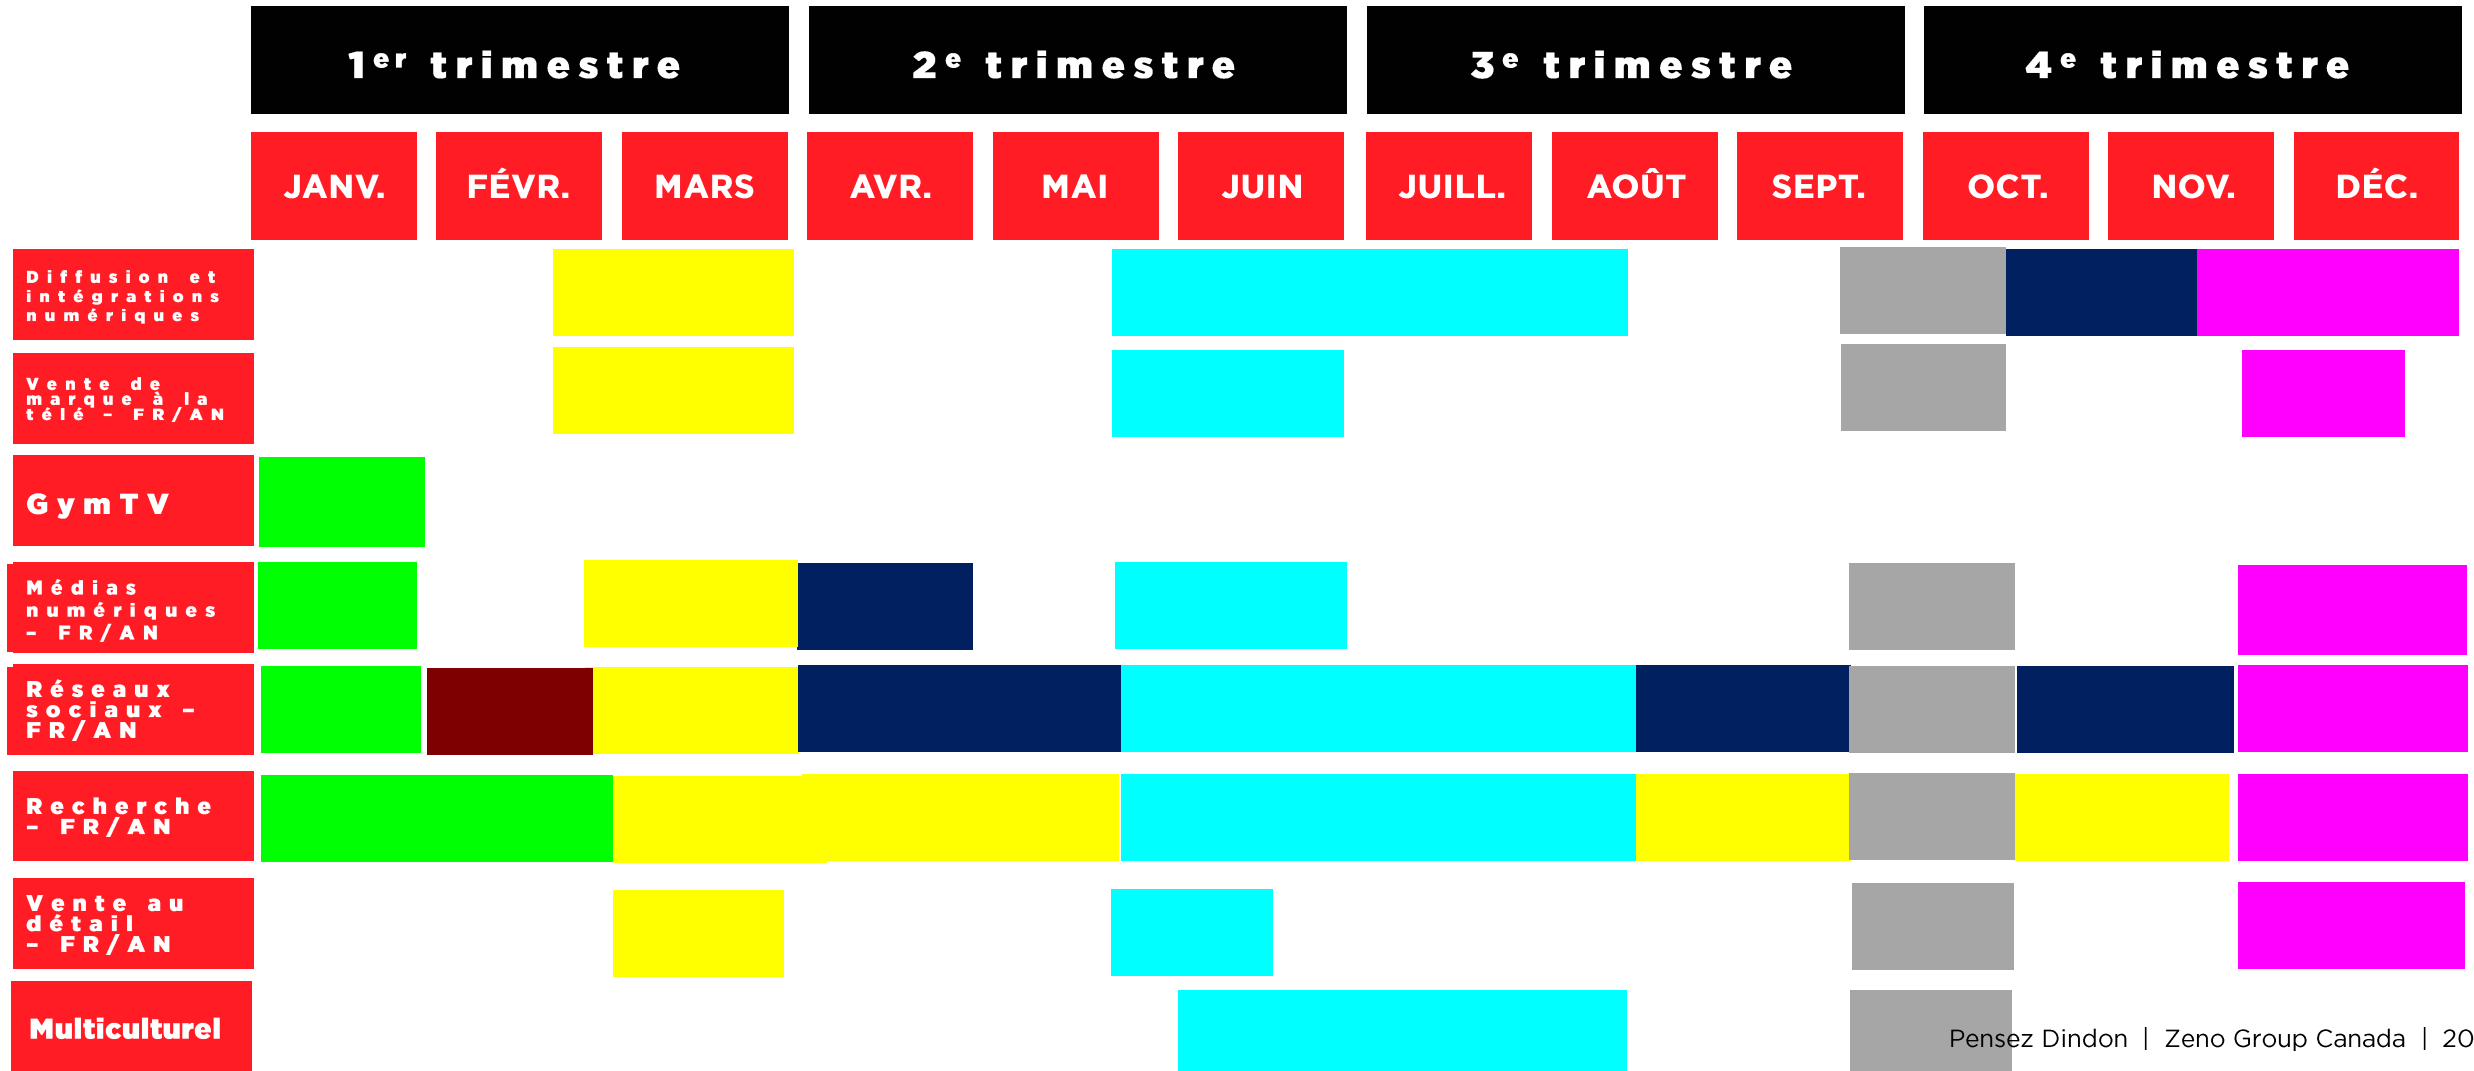 1er trimestre 2e trimestre 3e trimestre 4e trimestre
JANV. FÉVR. MARS AVR. MAI JUIN JUILL. AOÛT SEPT. OCT. NOV. DÉC.
Diffusion et
intégrations
numériques
Vente de
marque à la
télé – FR/AN
GymTV
Médias
numériques
– FR/AN
Réseaux
sociaux –
FR/AN
Recherche
– FR/AN
Vente au
détail
– FR/AN
Multiculturel
Pensez Dindon | Zeno Group Canada | 20